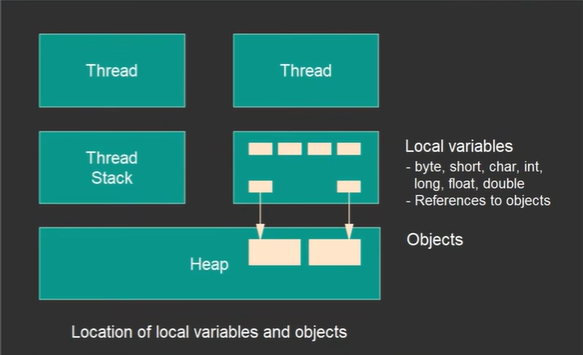 Thread
Thread
Thread
Stack
Local variables
- byte, short, char, int,
long, float, double
- References to objects
Objects
Heap
Location of local variables and objects